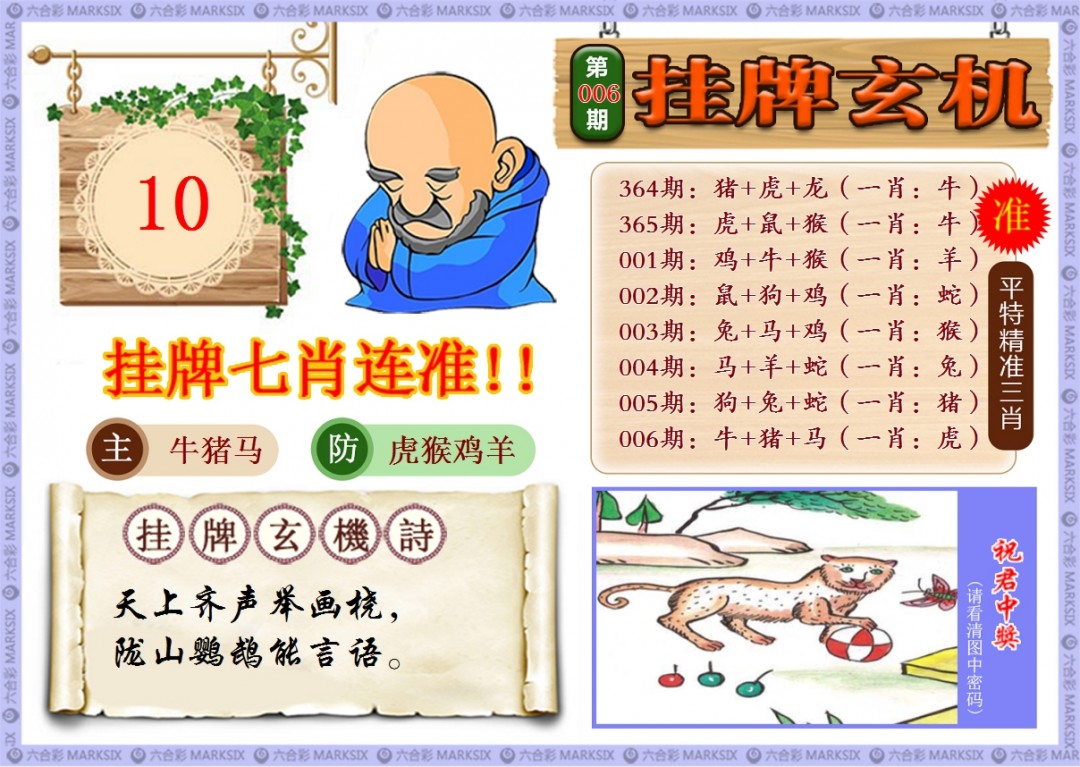 六合彩 MARKSIX
第
006
期
挂牌玄机
10
364期：猪+虎+龙（一肖：牛）
365期：虎+鼠+猴（一肖：牛）
001期：鸡+牛+猴（一肖：羊）
002期：鼠+狗+鸡（一肖：蛇）
003期：兔+马+鸡（一肖：猴）
004期：马+羊+蛇（一肖：兔）
005期：狗+兔+蛇（一肖：猪）
006期：牛+猪+马（一肖：虎）
准
平特精准三肖
挂牌七肖连准!!
主 牛猪马
防 虎猴鸡羊
挂牌玄機詩
天上齐声举画桡，
陇山鹦鹉能言语。
祝君中奖
（请看清图中密码）